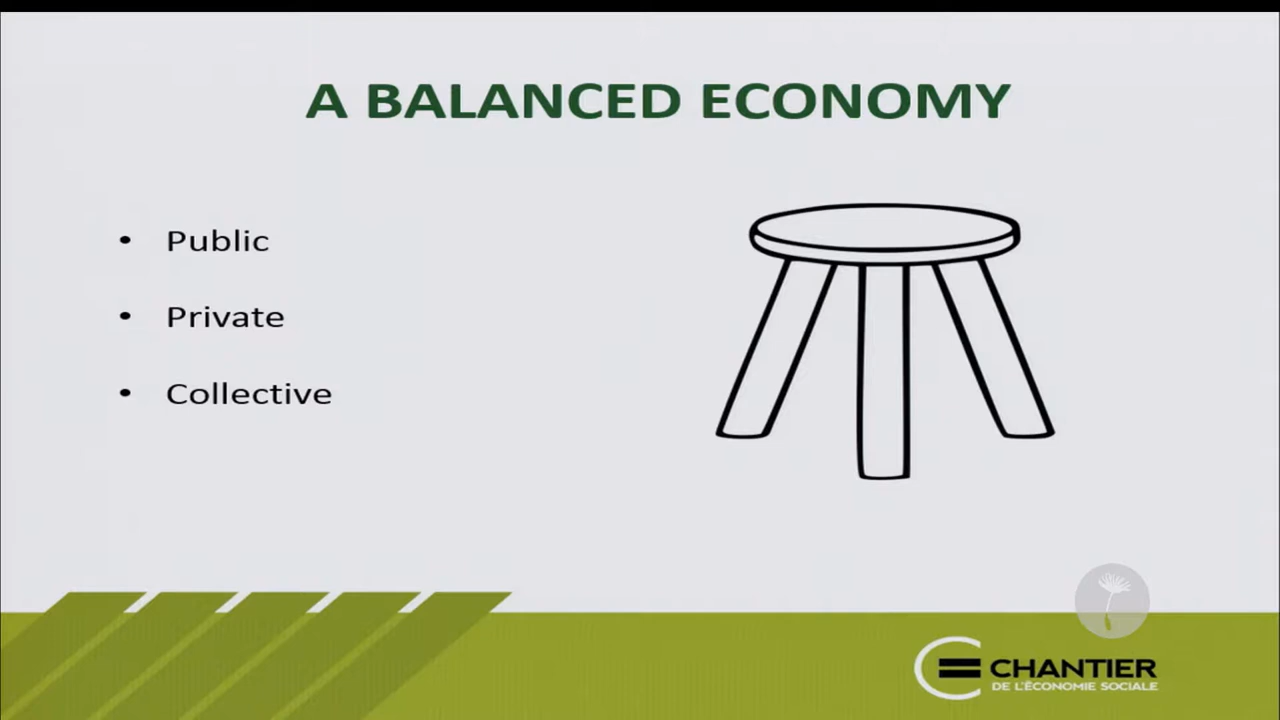 A BALANCED ECONOMY
• Public
• Private
• Collective
CHANTIER
DE L'ÉCONOMIE SOCIALE